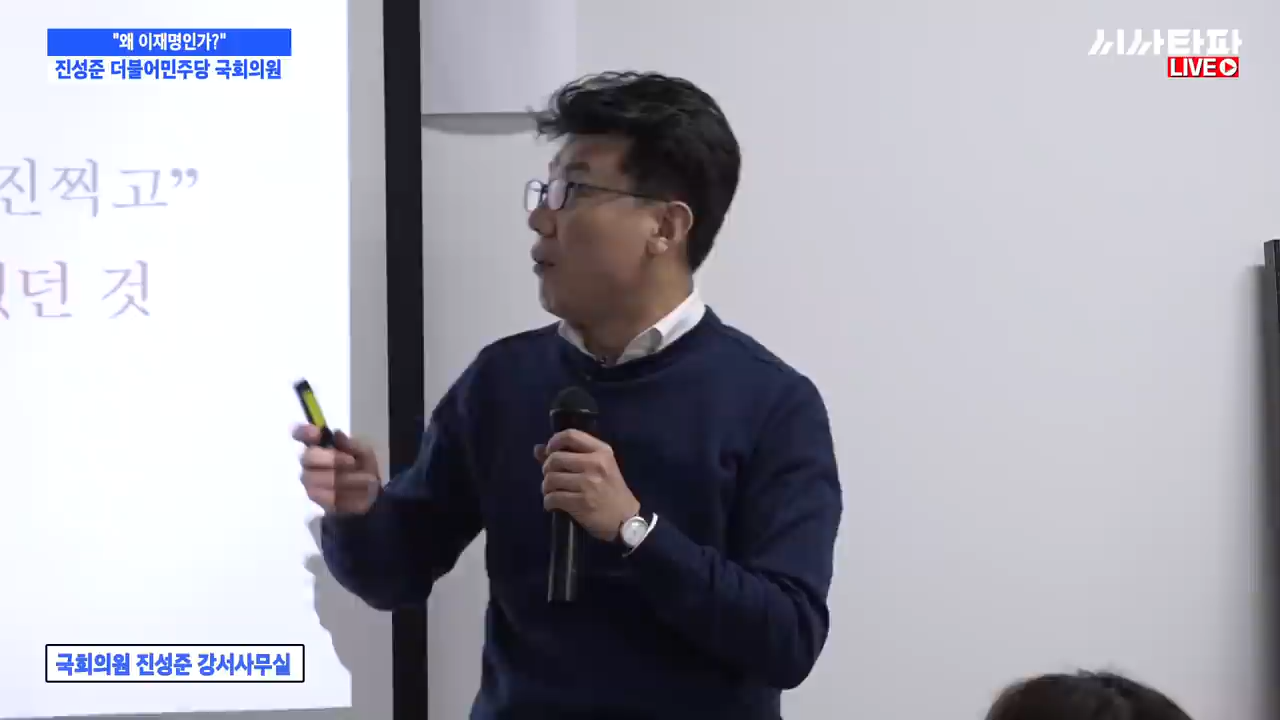 "왜 이재명인가?"
진성준 더불어민주당 국회의원
씨사타파
LIVE
진찍고”
던 것
국회의원 진성준 강서사무실